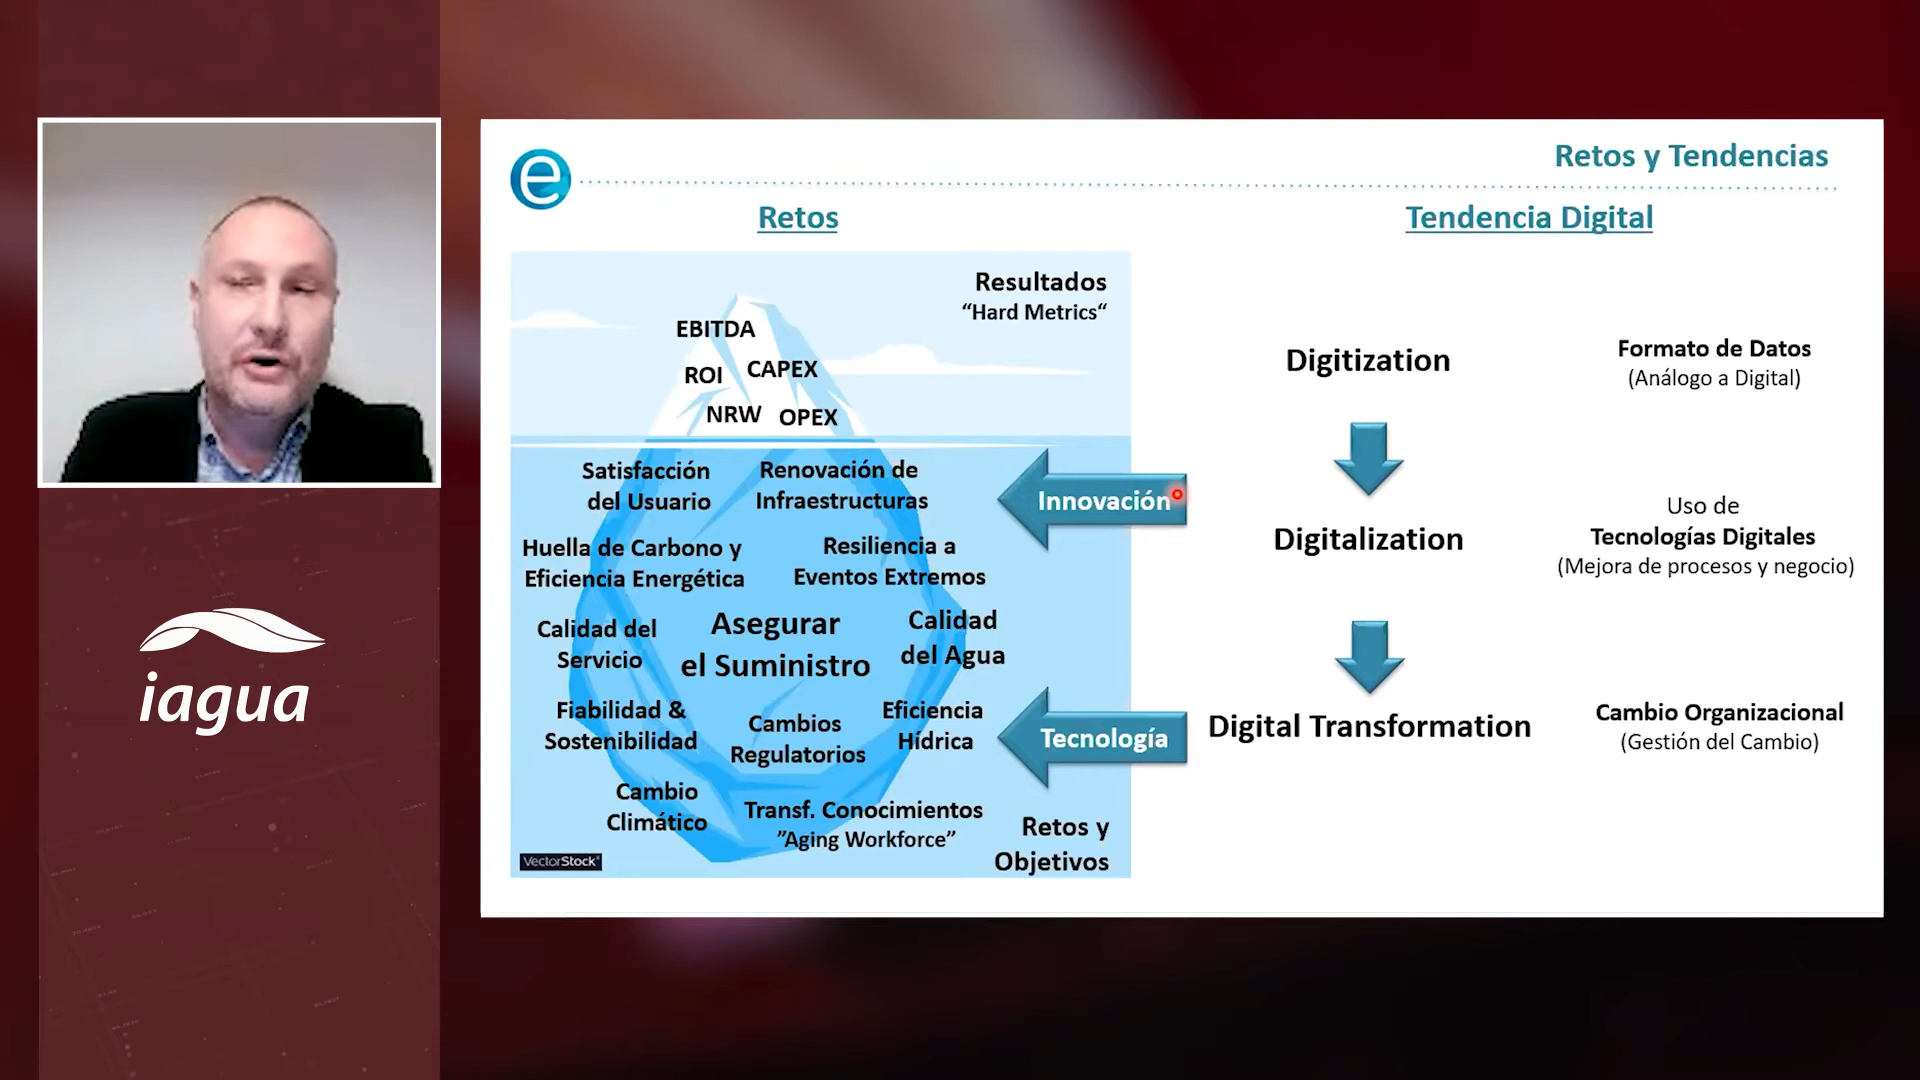 e
Retos y Tendencias
Retos
Resultados
“Hard Metrics“
EBITDA
ROI
CAPEX
NRW
OPEX
Satisfacción
del Usuario
Renovación de
Infraestructuras
Huella de Carbono y
Eficiencia Energética
Resiliencia a
Eventos Extremos
Calidad del
Servicio
Asegurar
el Suministro
Calidad
del Agua
Fiabilidad &
Sostenibilidad
Cambios
Regulatorios
Eficiencia
Hídrica
Cambio
Climático
Transf. Conocimientos
”Aging Workforce”
Retos y
Objetivos
VectorStock®
Innovación
Tecnología
Tendencia Digital
Digitization
Formato de Datos
(Análogo a Digital)
Digitalization
Uso de
Tecnologías Digitales
(Mejora de procesos y negocio)
Digital Transformation
Cambio Organizacional
(Gestión del Cambio)
iagua